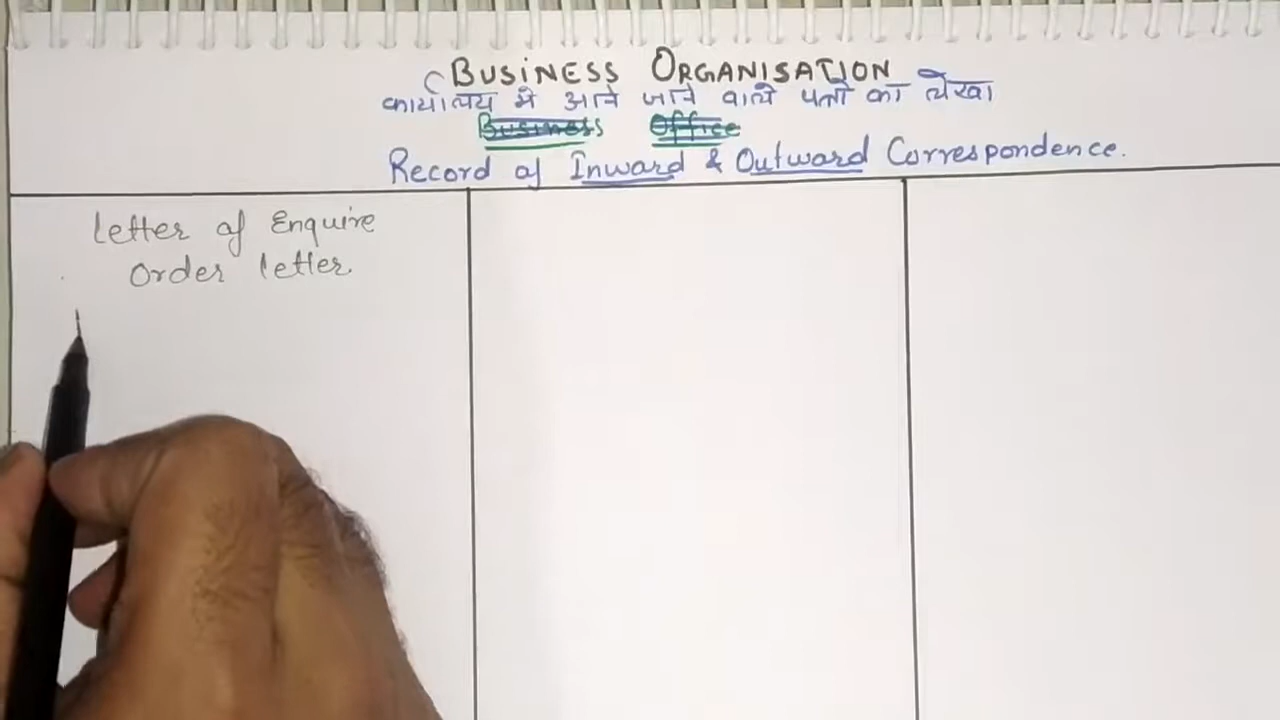 BUSINESS ORGANISATION
कार्यालय में आने जाने वाले पत्रों का लेखा
Business Office
Record of Inward & Outward Correspondence.
Letter of Enquire
Order letter